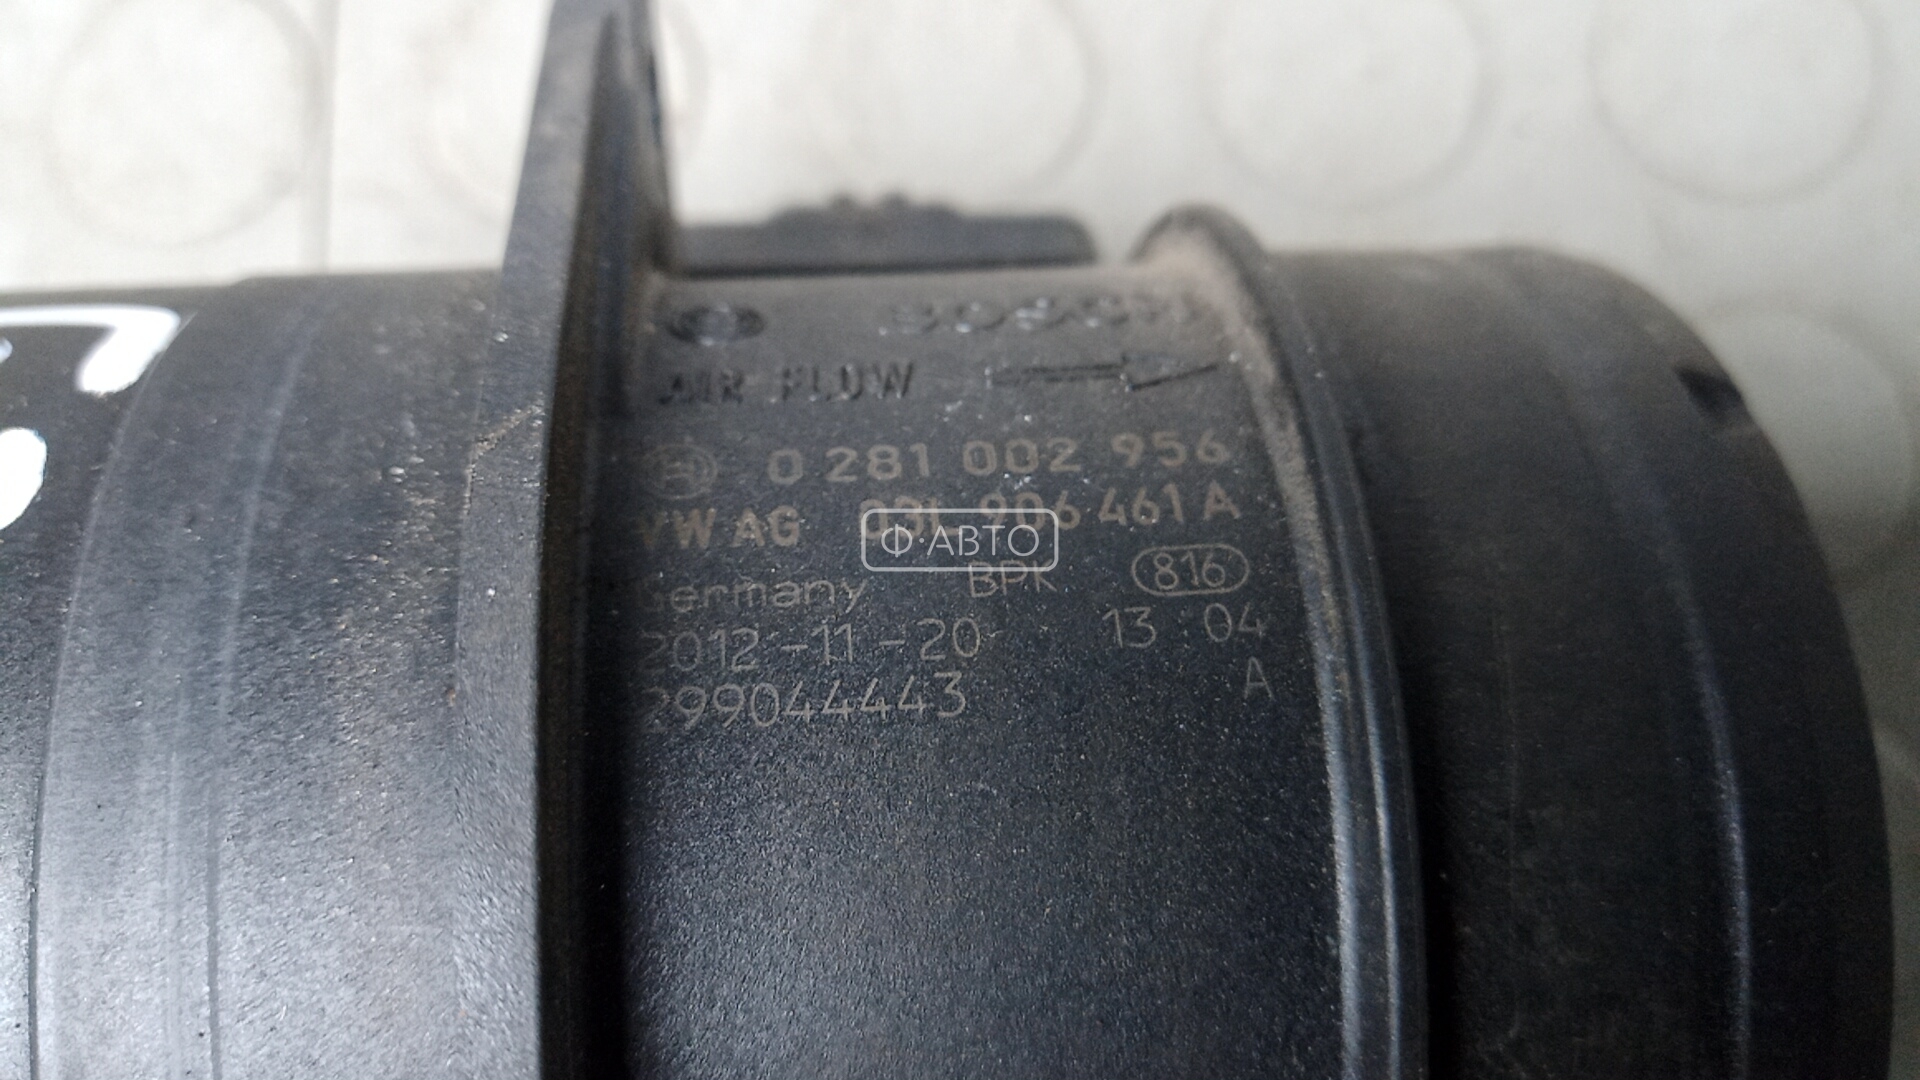 BOSCH
AIR FLOW
0 281 002 956
VW AG 03L 906 461 A
Germany BPK 816
2012-11-20 13:04
299044443 A
Ф·АВТО